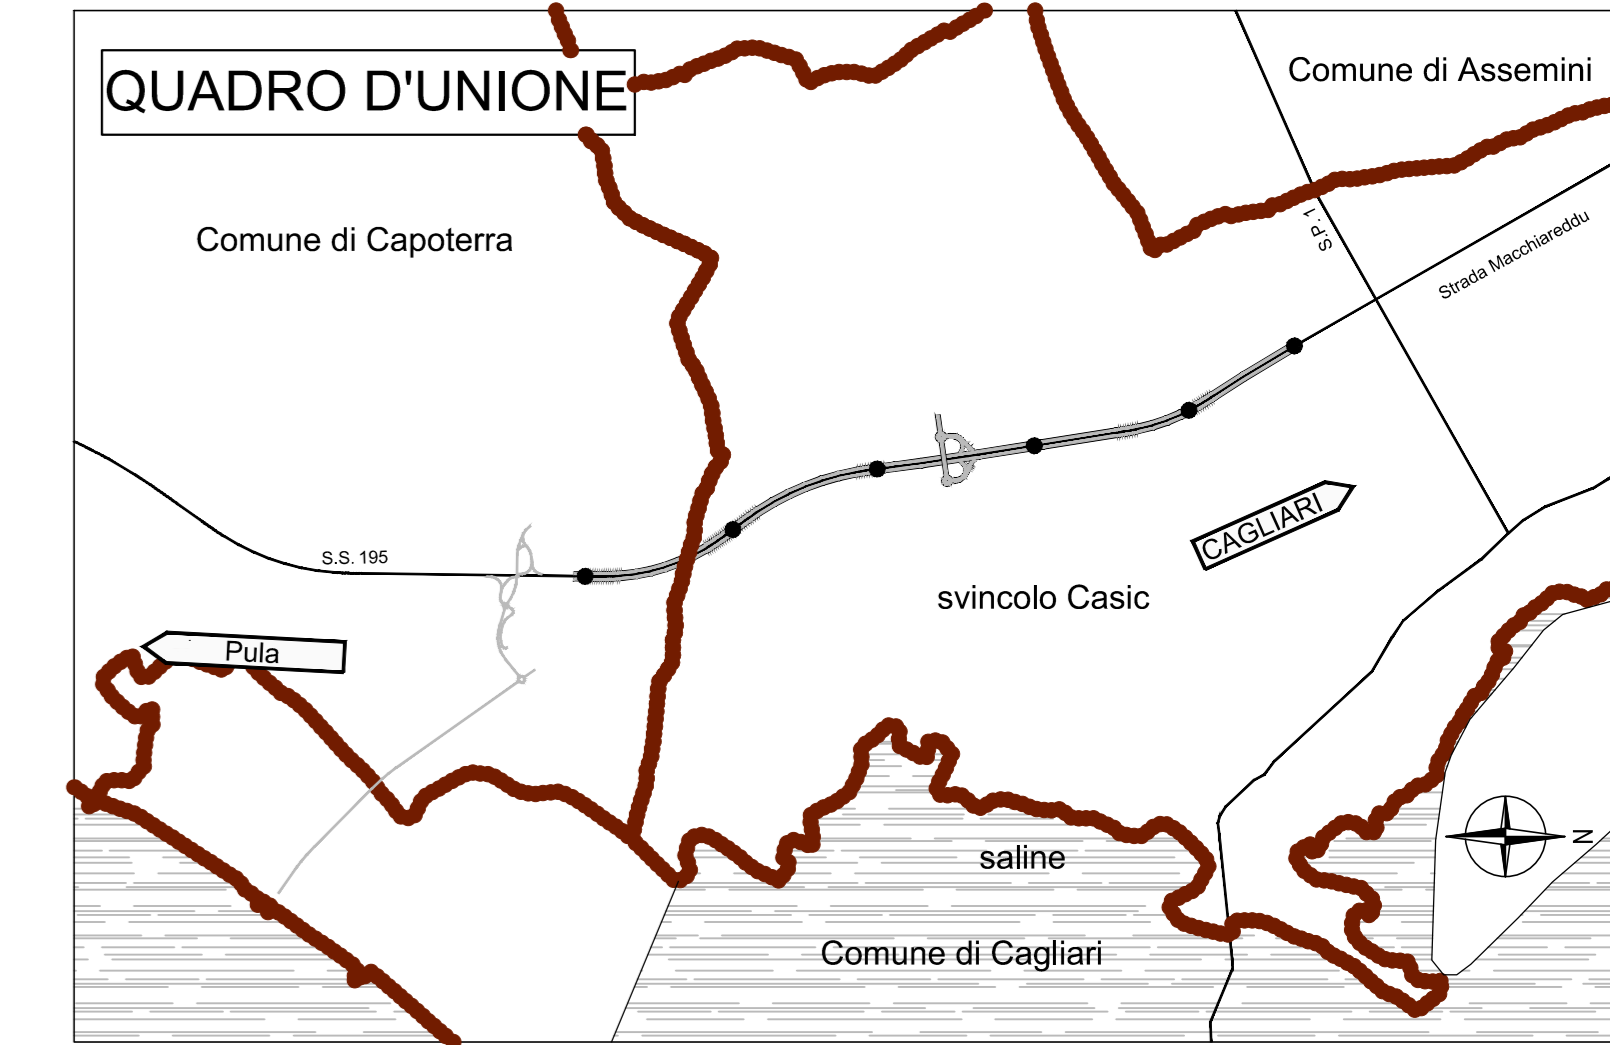 QUADRO D'UNIONE
Comune di Assemini
Comune di Capoterra
S.P. 1
Strada Macchiareddu
CAGLIARI
S.S. 195
svincolo Casic
Pula
saline
N
Comune di Cagliari